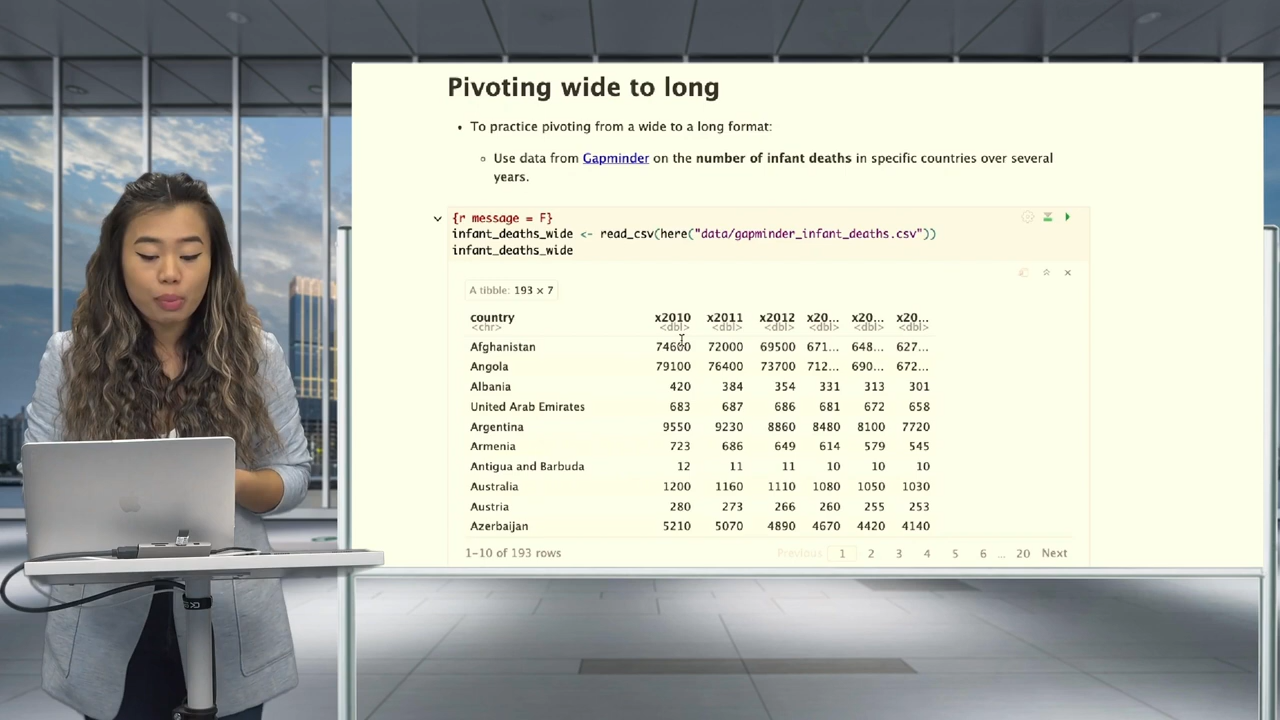 Pivoting wide to long
• To practice pivoting from a wide to a long format:
◦ Use data from Gapminder on the number of infant deaths in specific countries over several
years.
{r message = F}
infant_deaths_wide <- read_csv(here("data/gapminder_infant_deaths.csv"))
infant_deaths_wide
A tibble: 193 × 7
country x2010 x2011 x2012 x20... x20... x20...
<chr> <dbl> <dbl> <dbl> <dbl> <dbl> <dbl>
Afghanistan 74600 72000 69500 671... 648... 627...
Angola 79100 76400 73700 712... 690... 672...
Albania 420 384 354 331 313 301
United Arab Emirates 683 687 686 681 672 658
Argentina 9550 9230 8860 8480 8100 7720
Armenia 723 686 649 614 579 545
Antigua and Barbuda 12 11 11 10 10 10
Australia 1200 1160 1110 1080 1050 1030
Austria 280 273 266 260 255 253
Azerbaijan 5210 5070 4890 4670 4420 4140
1-10 of 193 rows Previous 1 2 3 4 5 6 ... 20 Next